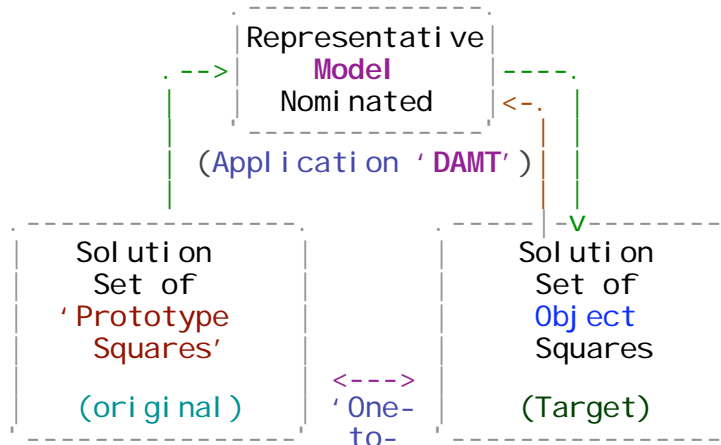 Representative
Model
Nominated
(Application ‘DAMT’)
Solution
Set of
‘Prototype
Squares’
(original)
<--->
‘One-
to-
Solution
Set of
Object
Squares
(Target)